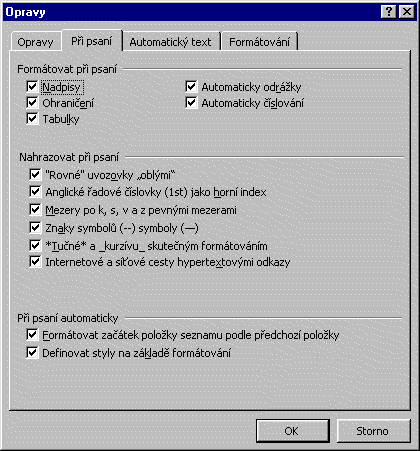 Opravy
Opravy Při psaní Automatický text Formátování
Formátovat při psaní
Nadpisy Automaticky odrážky
Ohraničení Automaticky číslování
Tabulky
Nahrazovat při psaní
"Rovné" uvozovky „oblými“
Anglické řadové číslovky (1st) jako horní index
Mezery po k, s, v a z pevnými mezerami
Znaky symbolů (--) symboly (—)
*Tučné* a _kurzívu_ skutečným formátováním
Internetové a síťové cesty hypertextovými odkazy
Při psaní automaticky
Formátovat začátek položky seznamu podle předchozí položky
Definovat styly na základě formátování
OK Storno